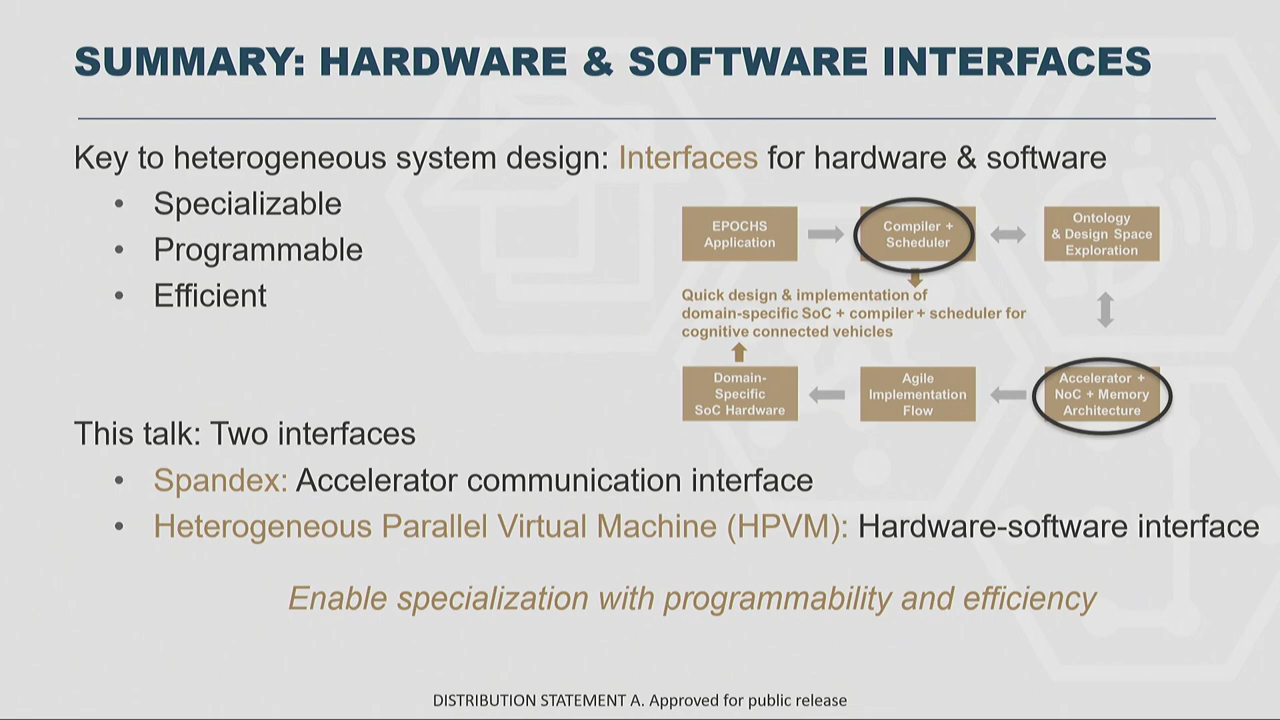 SUMMARY: HARDWARE & SOFTWARE INTERFACES
Key to heterogeneous system design: Interfaces for hardware & software
• Specializable
• Programmable
• Efficient
EPOCHS
Application
Compiler +
Scheduler
Ontology
& Design Space
Exploration
Quick design & implementation of
domain-specific SoC + compiler + scheduler for
cognitive connected vehicles
Domain-
Specific
SoC Hardware
Agile
Implementation
Flow
Accelerator +
NoC + Memory
Architecture
This talk: Two interfaces
• Spandex: Accelerator communication interface
• Heterogeneous Parallel Virtual Machine (HPVM): Hardware-software interface
Enable specialization with programmability and efficiency
DISTRIBUTION STATEMENT A. Approved for public release